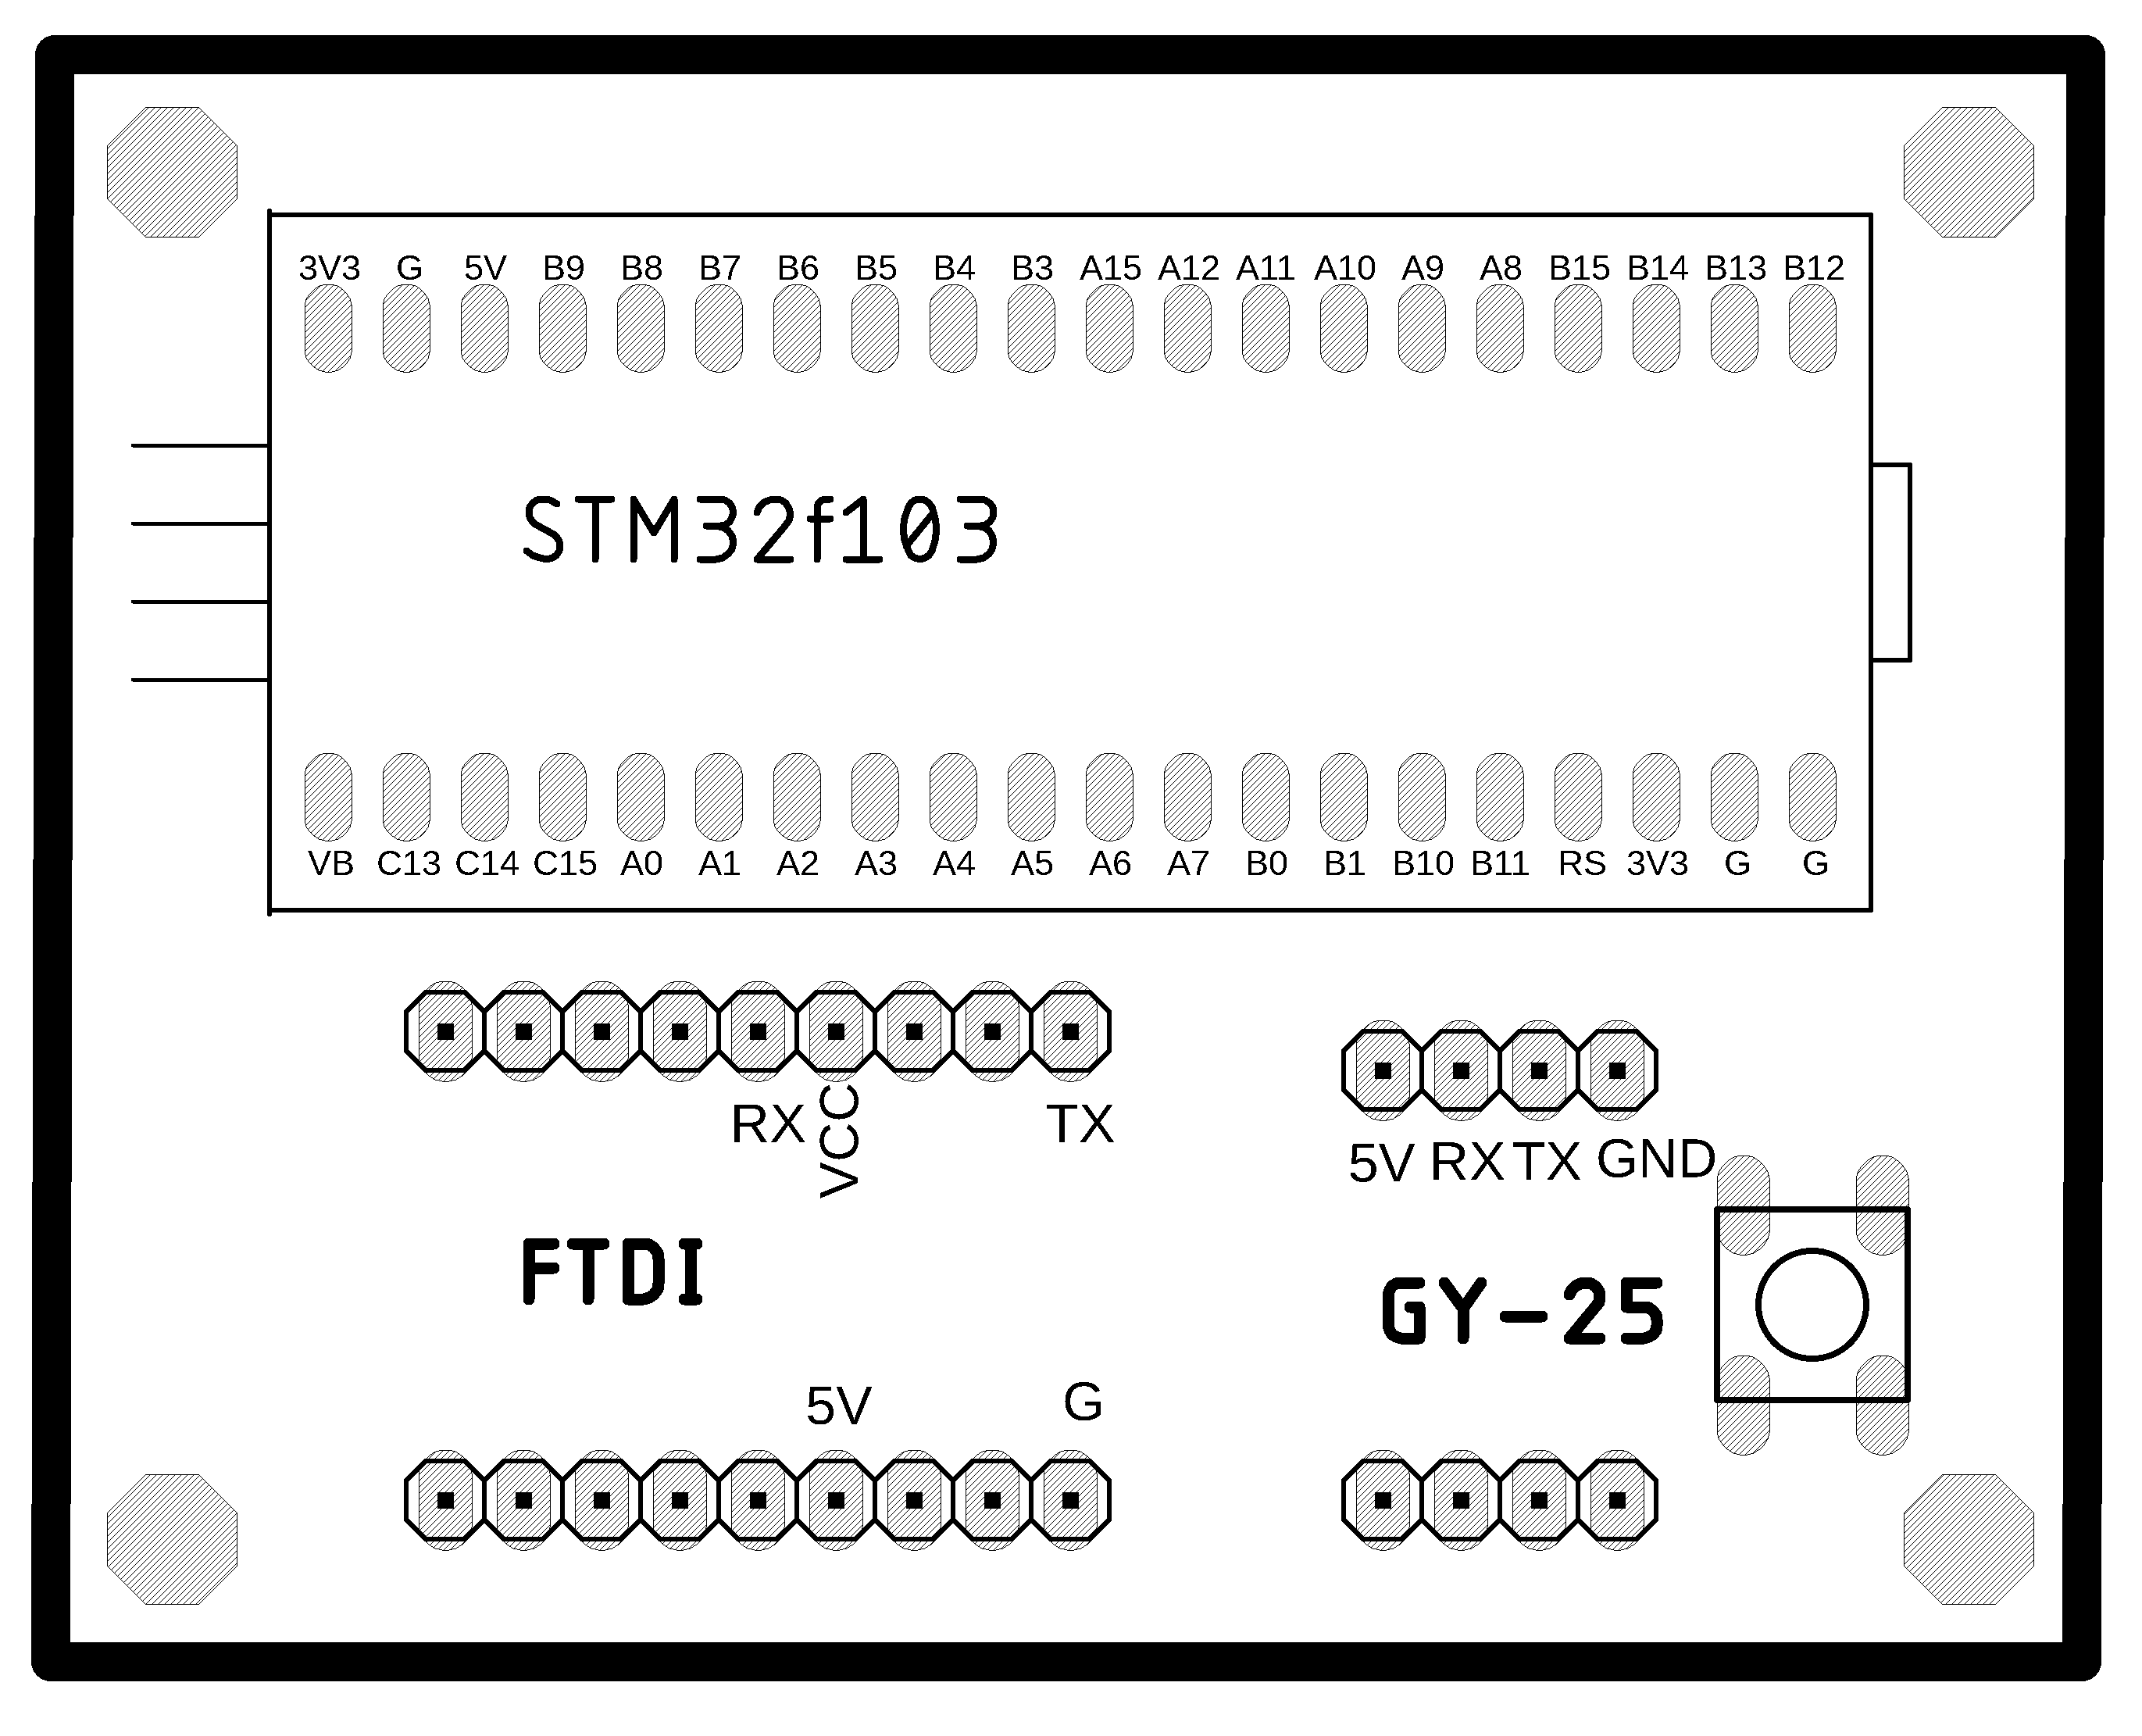 3V3 G 5V B9 B8 B7 B6 B5 B4 B3 A15 A12 A11 A10 A9 A8 B15 B14 B13 B12
STM32f103
VB C13 C14 C15 A0 A1 A2 A3 A4 A5 A6 A7 B0 B1 B10 B11 RS 3V3 G G
RX VCC TX
5V RX TX GND
FTDI
GY-25
5V G